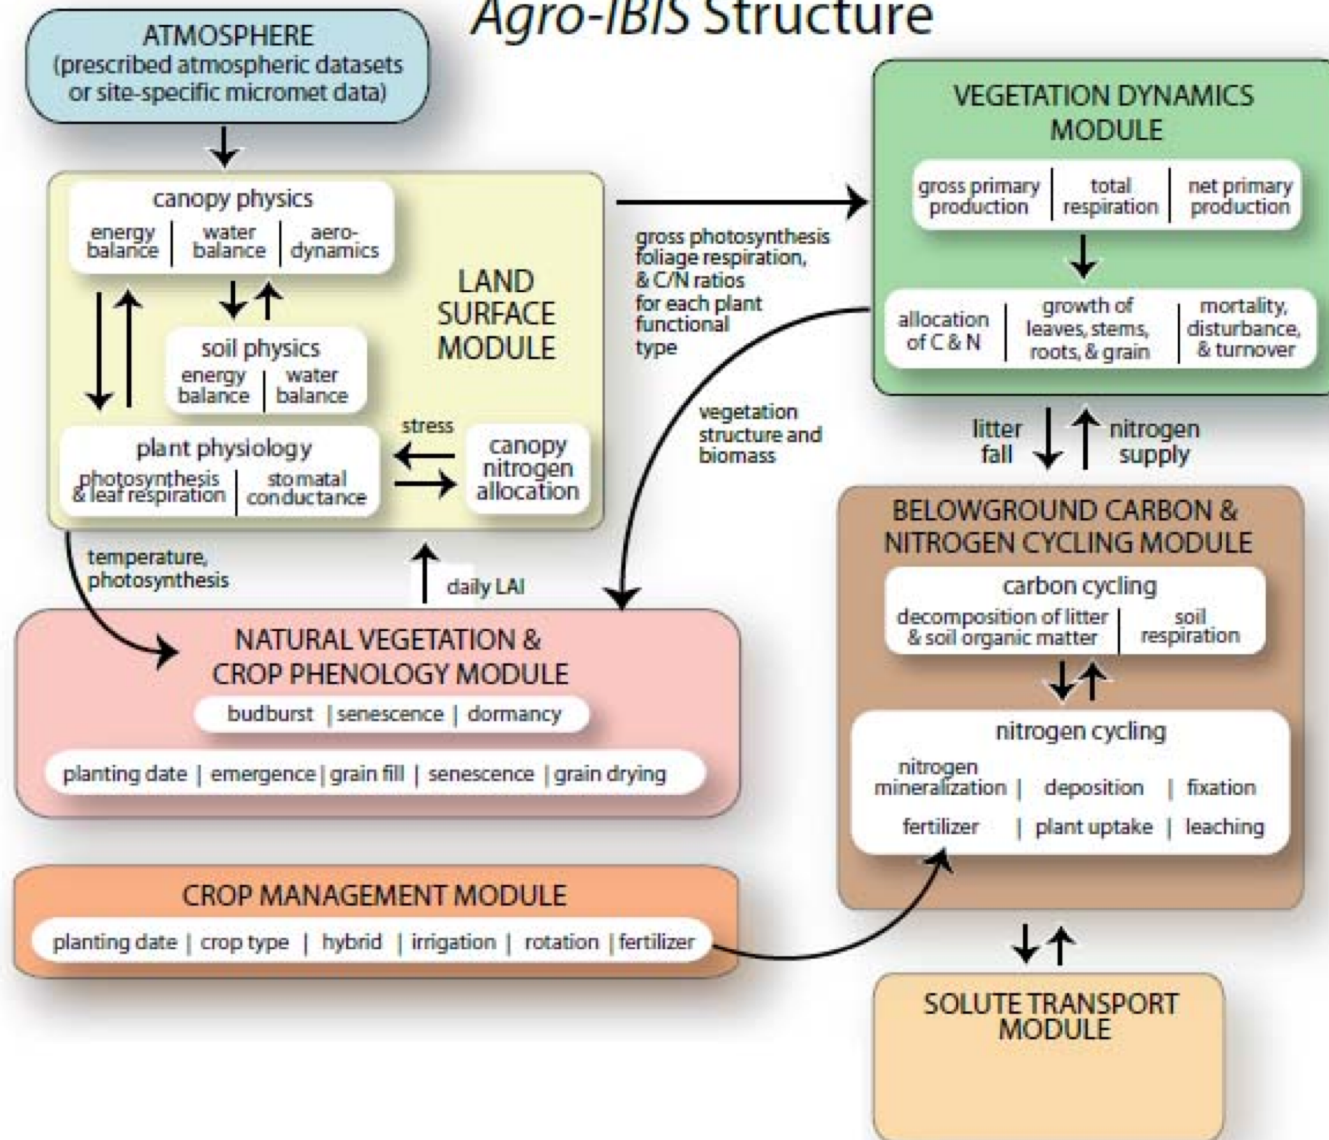 Agro-IBIS Structure
ATMOSPHERE
(prescribed atmospheric datasets
or site-specific micromet data)
canopy physics
energy balance | water balance | aero-dynamics
soil physics
energy balance | water balance
LAND
SURFACE
MODULE
plant physiology
photosynthesis & leaf respiration | stomatal conductance
stress
canopy
nitrogen
allocation
gross photosynthesis
foliage respiration,
& C/N ratios
for each plant
functional
type
vegetation
structure and
biomass
VEGETATION DYNAMICS
MODULE
gross primary production | total respiration | net primary production
allocation of C & N | growth of leaves, stems, roots, & grain | mortality, disturbance, & turnover
litter
fall
nitrogen
supply
temperature,
photosynthesis
daily LAI
NATURAL VEGETATION &
CROP PHENOLOGY MODULE
budburst | senescence | dormancy
planting date | emergence | grain fill | senescence | grain drying
BELOWGROUND CARBON &
NITROGEN CYCLING MODULE
carbon cycling
decomposition of litter & soil organic matter | soil respiration
nitrogen cycling
nitrogen mineralization | deposition | fixation
fertilizer | plant uptake | leaching
CROP MANAGEMENT MODULE
planting date | crop type | hybrid | irrigation | rotation | fertilizer
SOLUTE TRANSPORT
MODULE